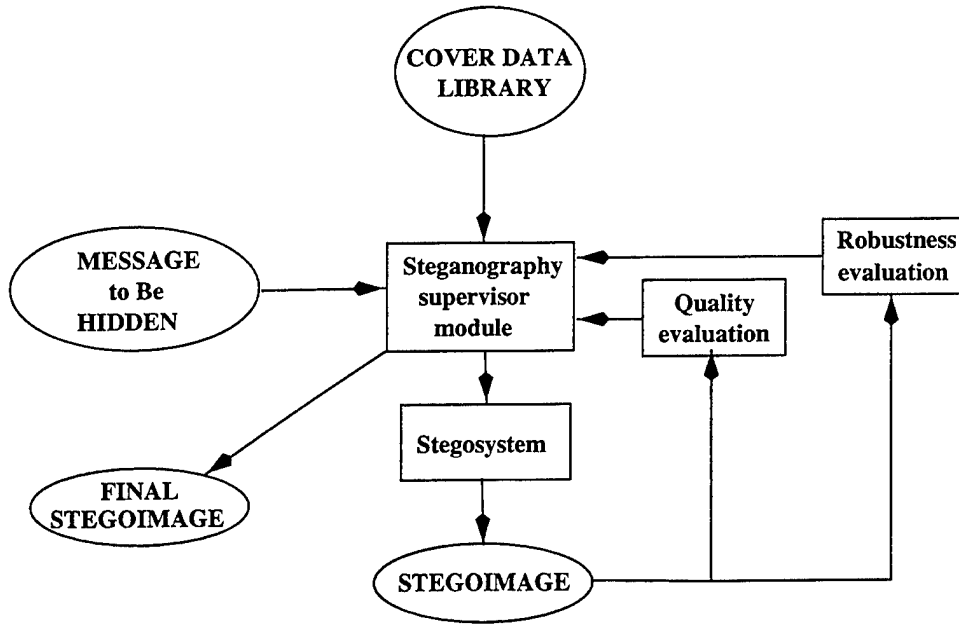 COVER DATA
LIBRARY
MESSAGE
to Be
HIDDEN
Steganography
supervisor
module
Robustness
evaluation
Quality
evaluation
Stegosystem
FINAL
STEGOIMAGE
STEGOIMAGE